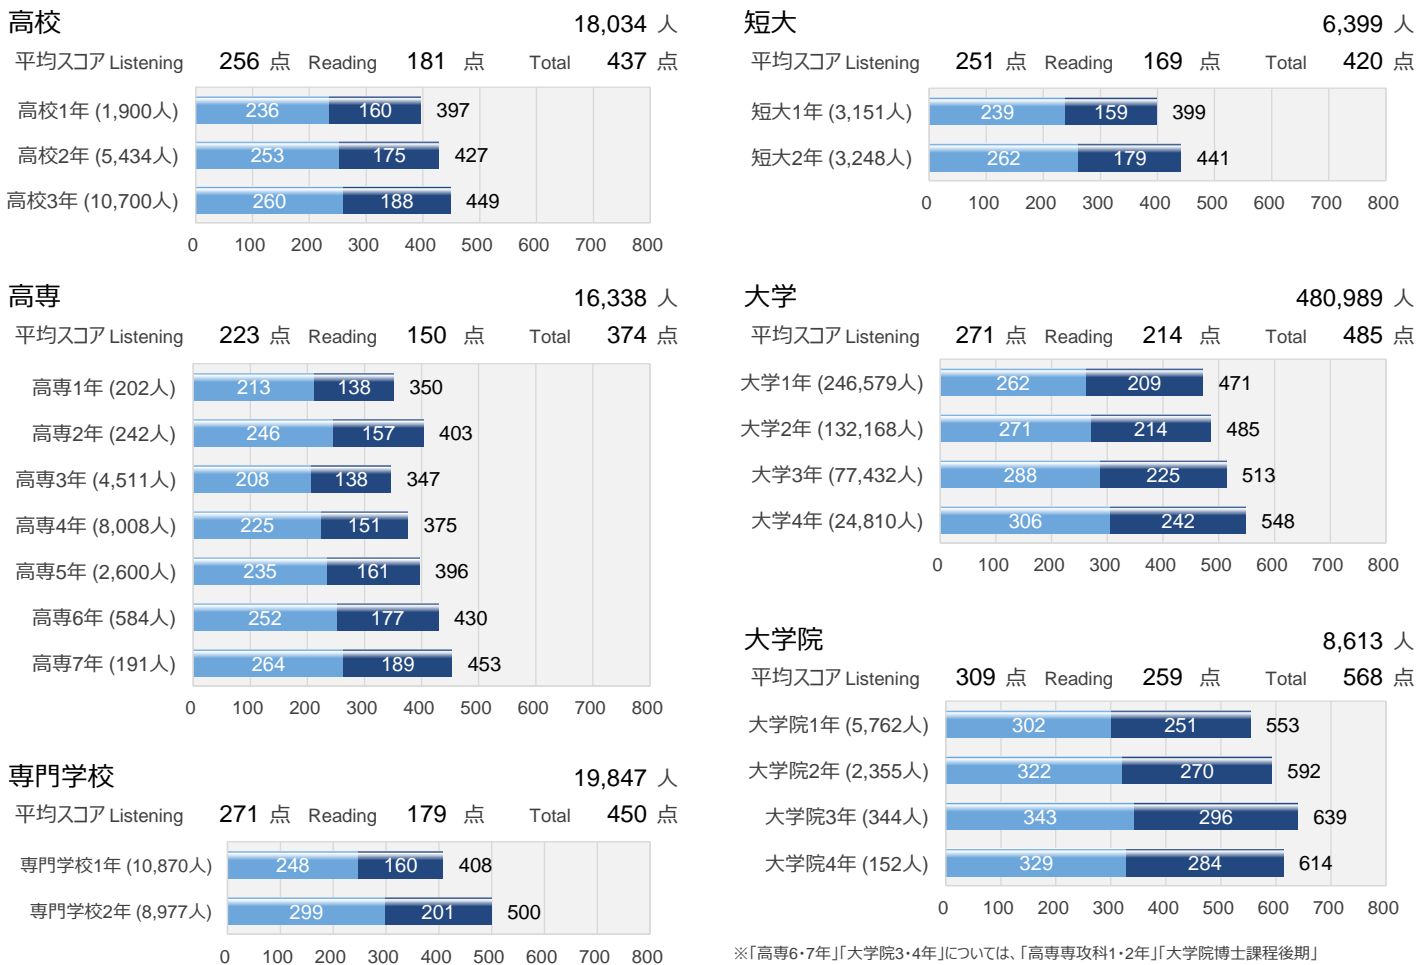 高校 18,034 人
平均スコア Listening 256 点 Reading 181 点 Total 437 点
高校1年 (1,900人) 236 160 397
高校2年 (5,434人) 253 175 427
高校3年 (10,700人) 260 188 449
0 100 200 300 400 500 600 700 800
高専 16,338 人
平均スコア Listening 223 点 Reading 150 点 Total 374 点
高専1年 (202人) 213 138 350
高専2年 (242人) 246 157 403
高専3年 (4,511人) 208 138 347
高専4年 (8,008人) 225 151 375
高専5年 (2,600人) 235 161 396
高専6年 (584人) 252 177 430
高専7年 (191人) 264 189 453
0 100 200 300 400 500 600 700 800
専門学校 19,847 人
平均スコア Listening 271 点 Reading 179 点 Total 450 点
専門学校1年 (10,870人) 248 160 408
専門学校2年 (8,977人) 299 201 500
0 100 200 300 400 500 600 700 800
短大 6,399 人
平均スコア Listening 251 点 Reading 169 点 Total 420 点
短大1年 (3,151人) 239 159 399
短大2年 (3,248人) 262 179 441
0 100 200 300 400 500 600 700 800
大学 480,989 人
平均スコア Listening 271 点 Reading 214 点 Total 485 点
大学1年 (246,579人) 262 209 471
大学2年 (132,168人) 271 214 485
大学3年 (77,432人) 288 225 513
大学4年 (24,810人) 306 242 548
0 100 200 300 400 500 600 700 800
大学院 8,613 人
平均スコア Listening 309 点 Reading 259 点 Total 568 点
大学院1年 (5,762人) 302 251 553
大学院2年 (2,355人) 322 270 592
大学院3年 (344人) 343 296 639
大学院4年 (152人) 329 284 614
0 100 200 300 400 500 600 700 800
※「高専6・7年」「大学院3・4年」については、「高専専攻科1・2年」「大学院博士課程後期」